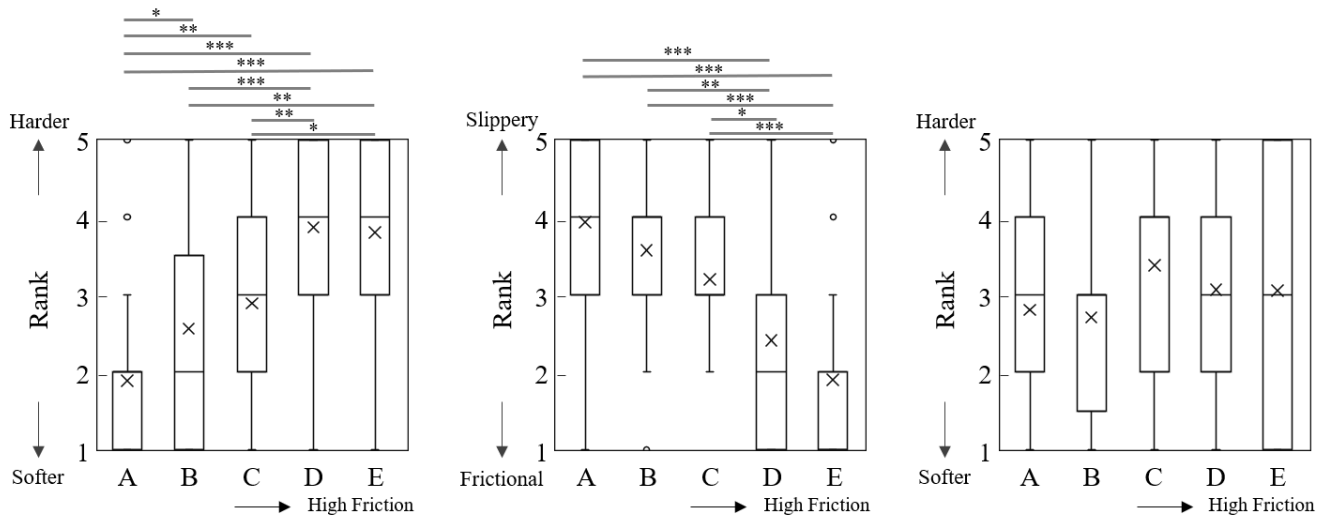 *
**
***
***
***
**
**
*
Harder
5
4
Rank
3
2
1
Softer
A B C D E
High Friction
***
***
**
***
*
***
Slippery
5
4
Rank
3
2
1
Frictional
A B C D E
High Friction
Harder
5
4
Rank
3
2
1
Softer
A B C D E
High Friction